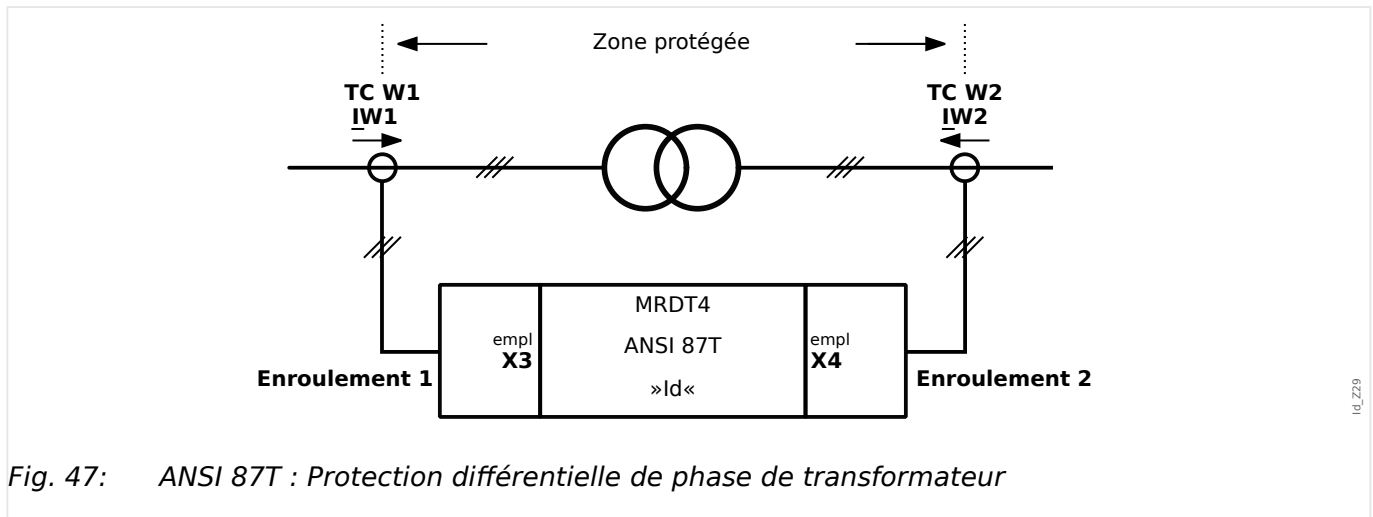 Zone protégée
TC W1
IW1
TC W2
IW2
MRDT4
ANSI 87T
»Id«
empl
X3
empl
X4
Enroulement 1
Enroulement 2
Id_Z29
Fig. 47: ANSI 87T : Protection différentielle de phase de transformateur